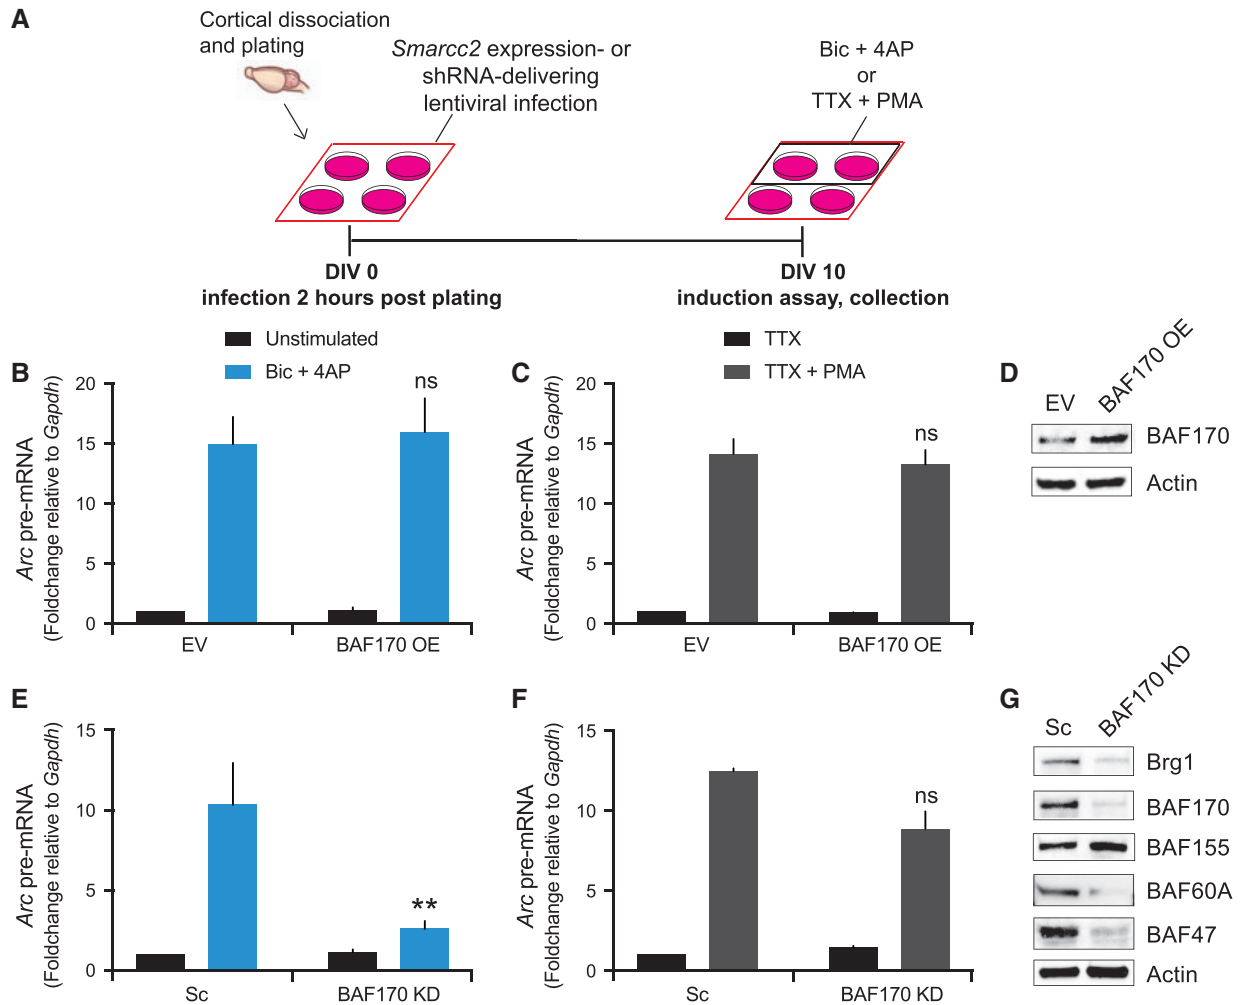 A
Cortical dissociation
and plating
Smarcc2 expression- or
shRNA-delivering
lentiviral infection
Bic + 4AP
or
TTX + PMA
DIV 0
infection 2 hours post plating
DIV 10
induction assay, collection
B
Unstimulated
Bic + 4AP
Arc pre-mRNA
(Foldchange relative to Gapdh)
20
15
10
5
0
ns
EV
BAF170 OE
C
TTX
TTX + PMA
Arc pre-mRNA
(Foldchange relative to Gapdh)
20
15
10
5
0
ns
EV
BAF170 OE
D
EV
BAF170 OE
BAF170
Actin
E
Arc pre-mRNA
(Foldchange relative to Gapdh)
15
10
5
0
**
Sc
BAF170 KD
F
Arc pre-mRNA
(Foldchange relative to Gapdh)
15
10
5
0
ns
Sc
BAF170 KD
G
Sc
BAF170 KD
Brg1
BAF170
BAF155
BAF60A
BAF47
Actin